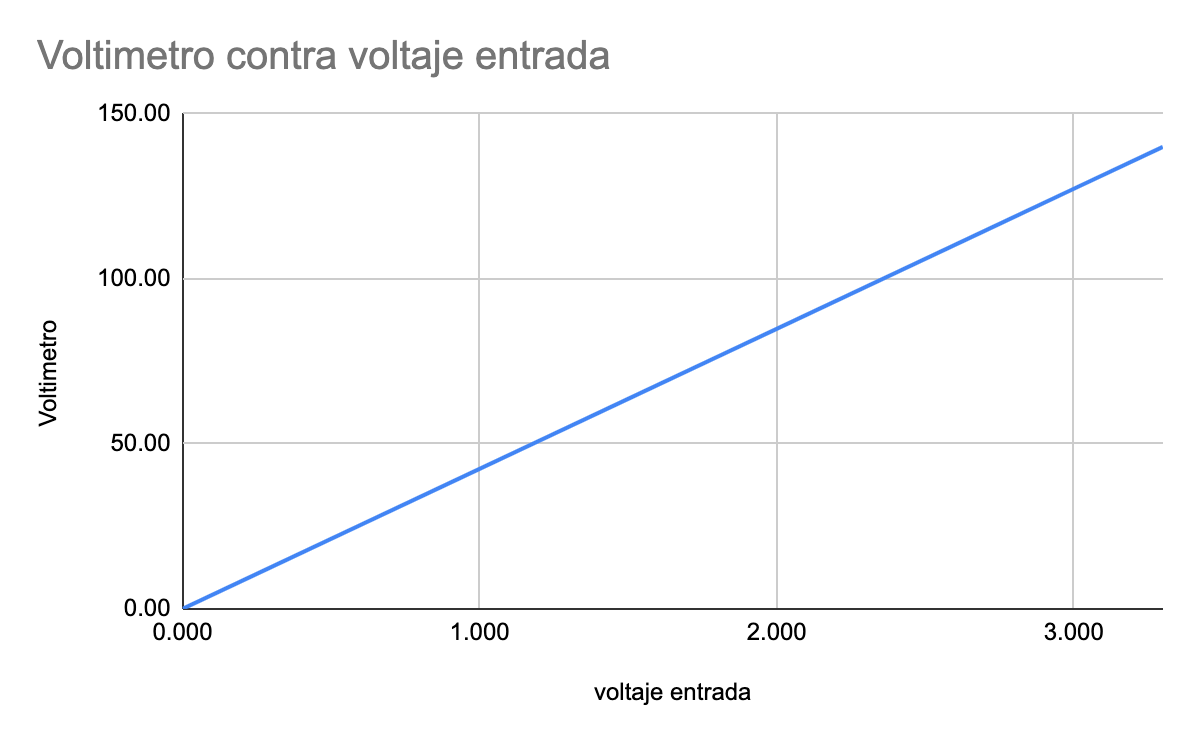 Voltimetro contra voltaje entrada
150.00
100.00
50.00
0.00
Voltimetro
0.000 1.000 2.000 3.000
voltaje entrada